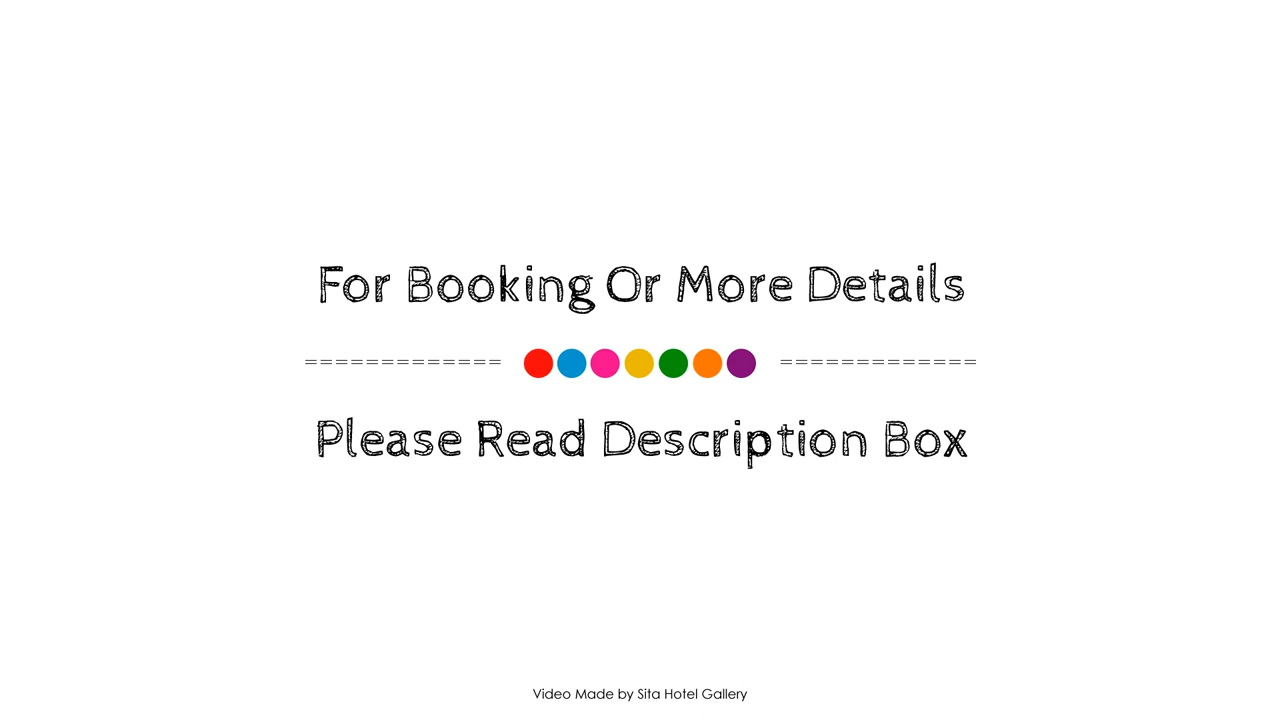 For Booking Or More Details
============= =============
Please Read Description Box
Video Made by Sita Hotel Gallery